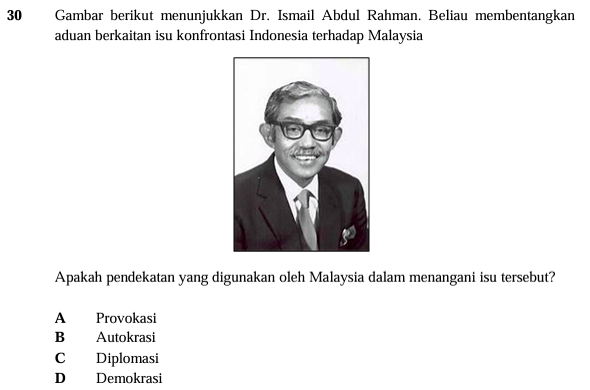 30 Gambar berikut menunjukkan Dr. Ismail Abdul Rahman. Beliau membentangkan
aduan berkaitan isu konfrontasi Indonesia terhadap Malaysia
Apakah pendekatan yang digunakan oleh Malaysia dalam menangani isu tersebut?
A Provokasi
B Autokrasi
C Diplomasi
D Demokrasi